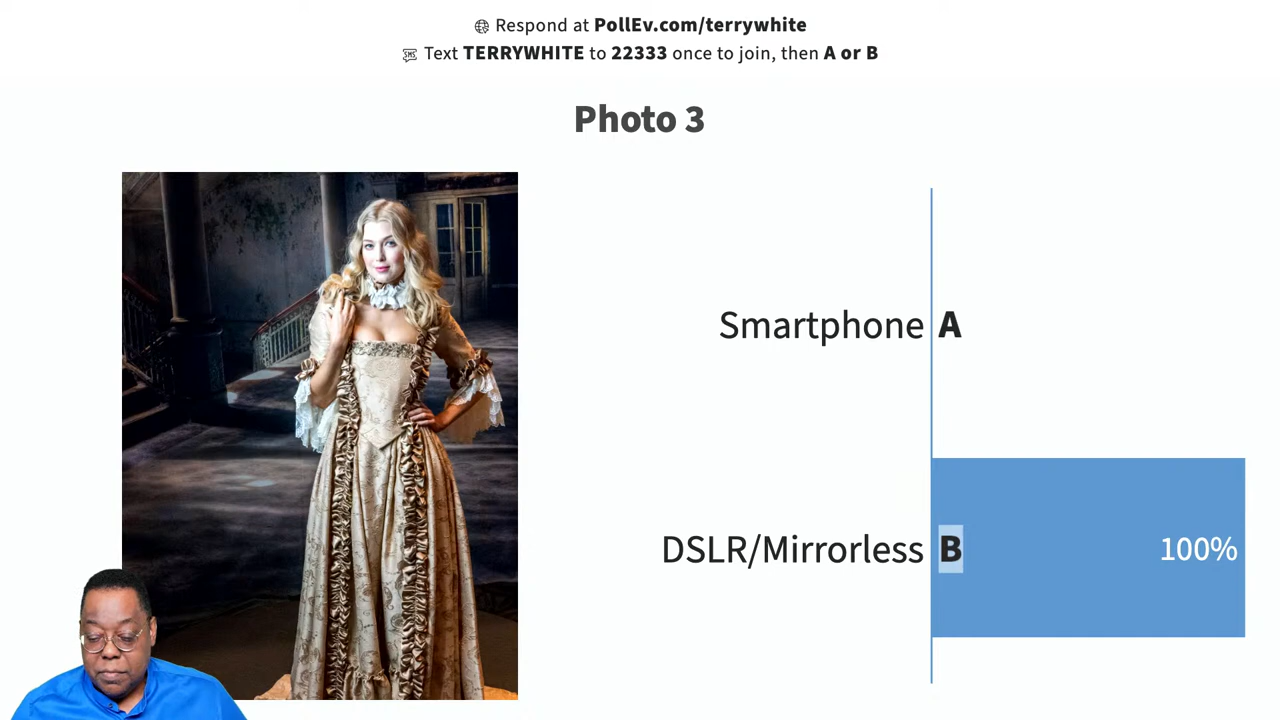 Respond at PollEv.com/terrywhite
Text TERRYWHITE to 22333 once to join, then A or B
Photo 3
Smartphone A
DSLR/Mirrorless B 100%